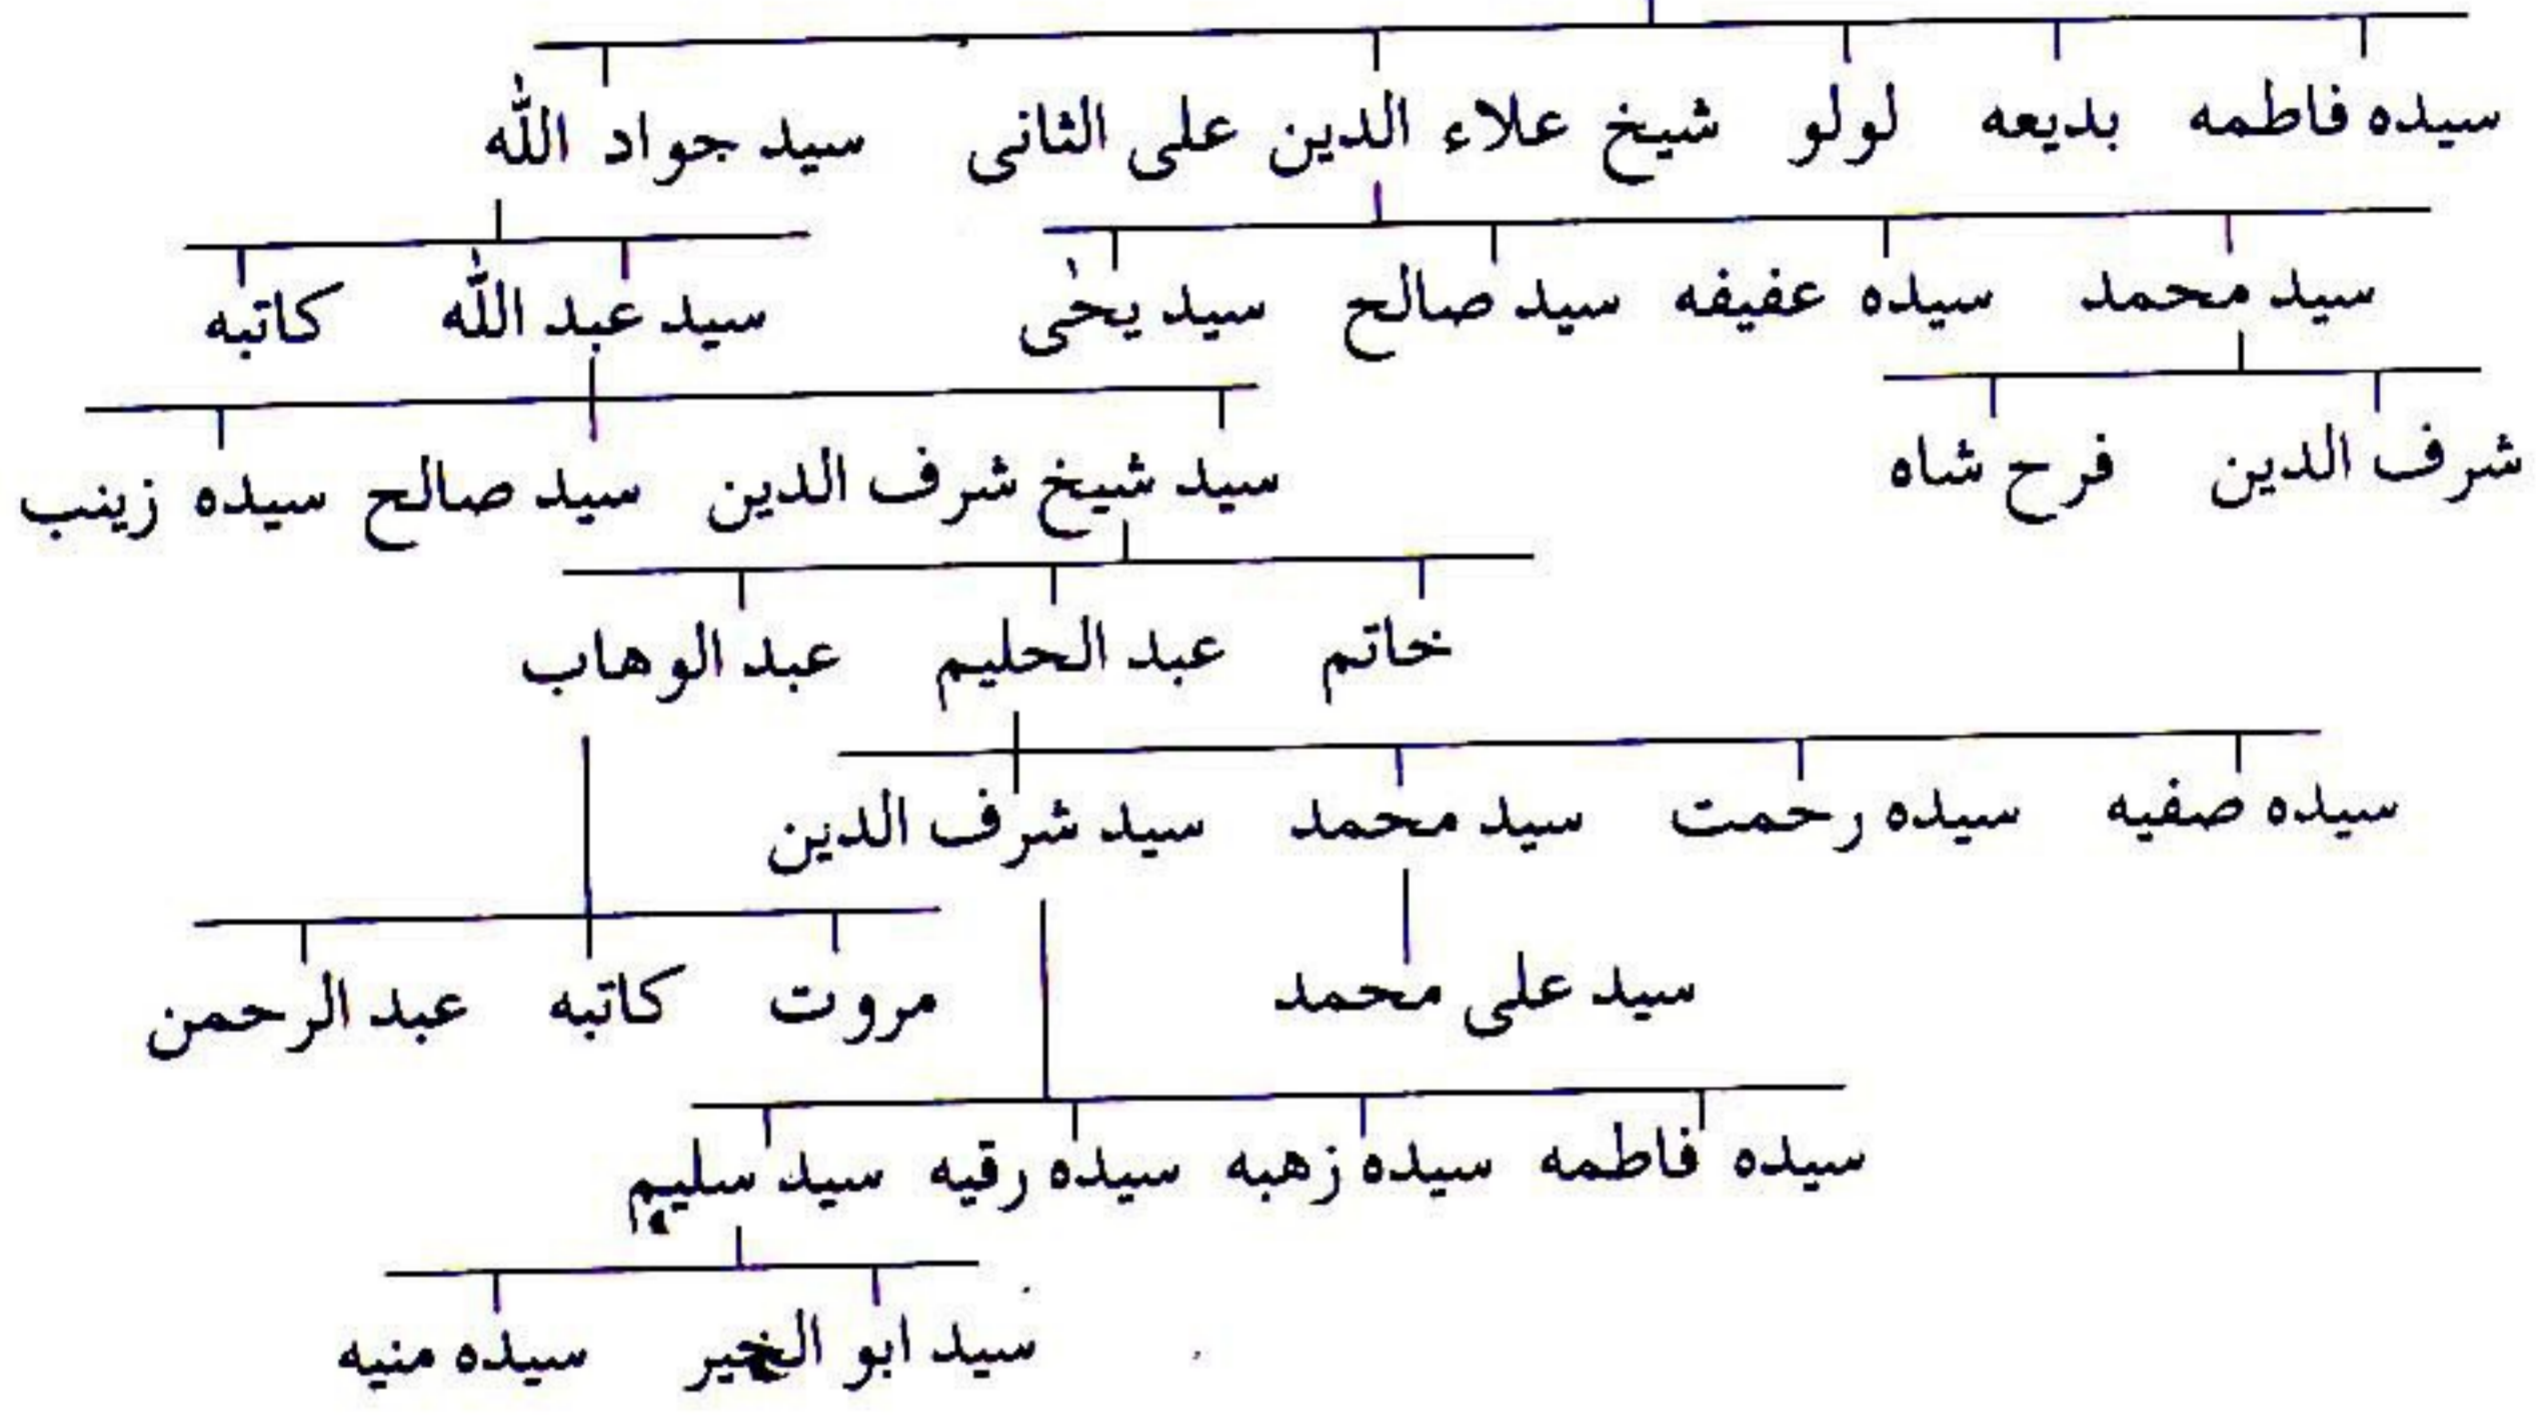 سیده فاطمه بدیعه لولو شیخ علاء الدین علی الثانی سید جواد الله
سید محمد سیده عفیفه سید صالح سید یحٰی سید عبد الله کاتبه
شرف الدین فرح شاه سید شیخ شرف الدین سید صالح سیده زینب
خاتم عبد الحلیم عبد الوهاب
سیده صفیه سیده رحمت سید محمد سید شرف الدین
سید علی محمد مروت کاتبه عبد الرحمن
سیده فاطمه سیده زهبه سیده رقیه سید سلیم
سید ابو الخیر سیده منیه